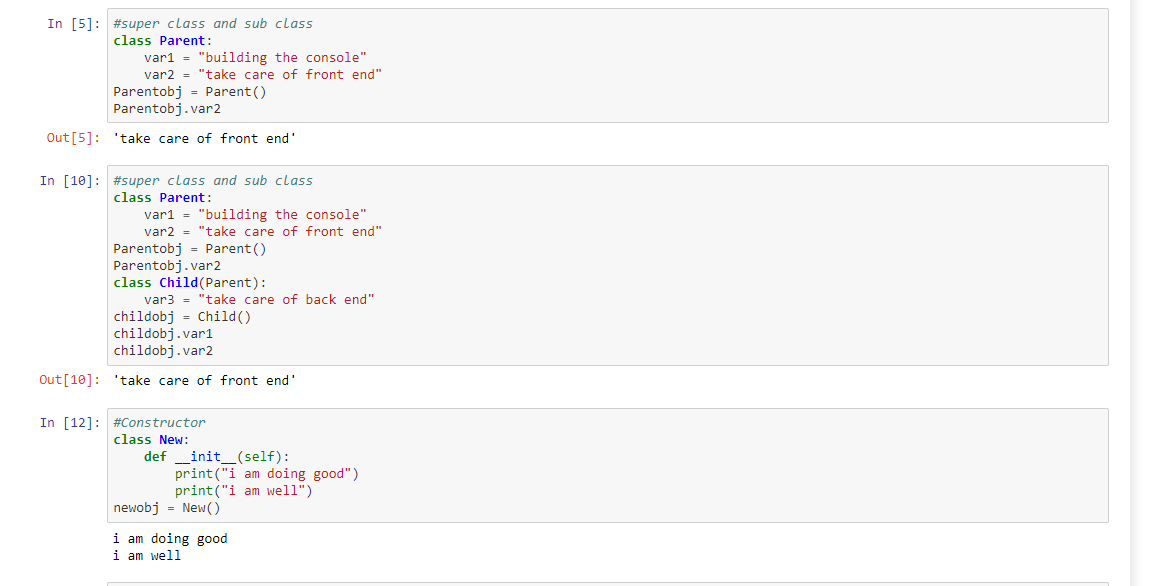 In [5]: #super class and sub class
class Parent:
    var1 = "building the console"
    var2 = "take care of front end"
Parentobj = Parent()
Parentobj.var2
Out[5]: 'take care of front end'
In [10]: #super class and sub class
class Parent:
    var1 = "building the console"
    var2 = "take care of front end"
Parentobj = Parent()
Parentobj.var2
class Child(Parent):
    var3 = "take care of back end"
childobj = Child()
childobj.var1
childobj.var2
Out[10]: 'take care of front end'
In [12]: #Constructor
class New:
    def __init__(self):
        print("i am doing good")
        print("i am well")
newobj = New()
i am doing good
i am well